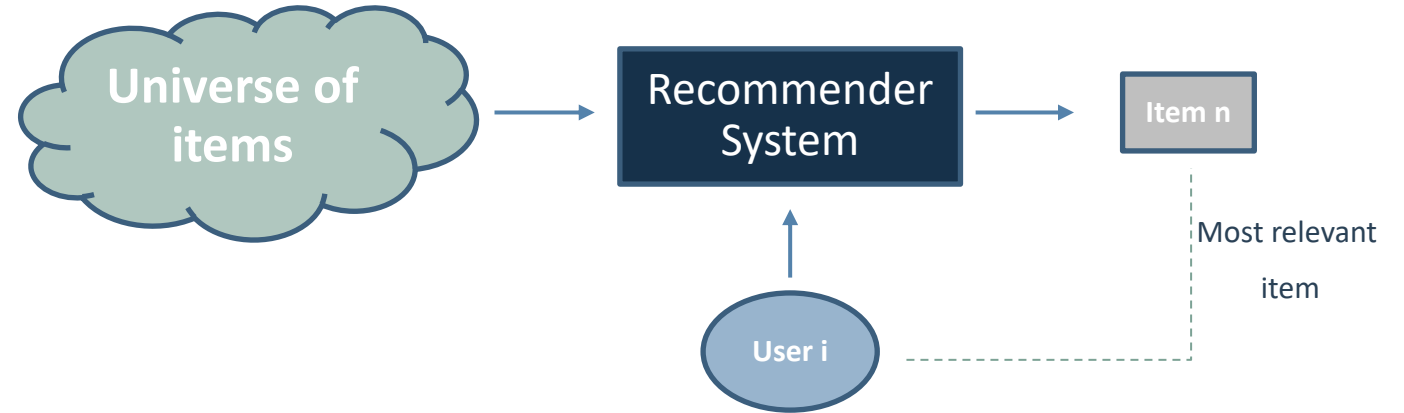 Universe of
items
Recommender
System
Item n
Most relevant
item
User i